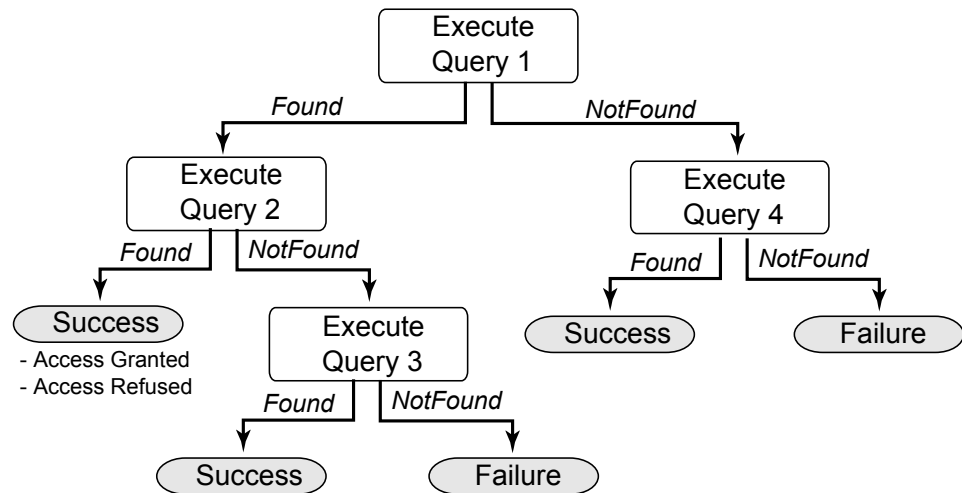 Execute
Query 1
Found
NotFound
Execute
Query 2
Execute
Query 4
Found
NotFound
Found
NotFound
Success
- Access Granted
- Access Refused
Execute
Query 3
Success
Failure
Found
NotFound
Success
Failure